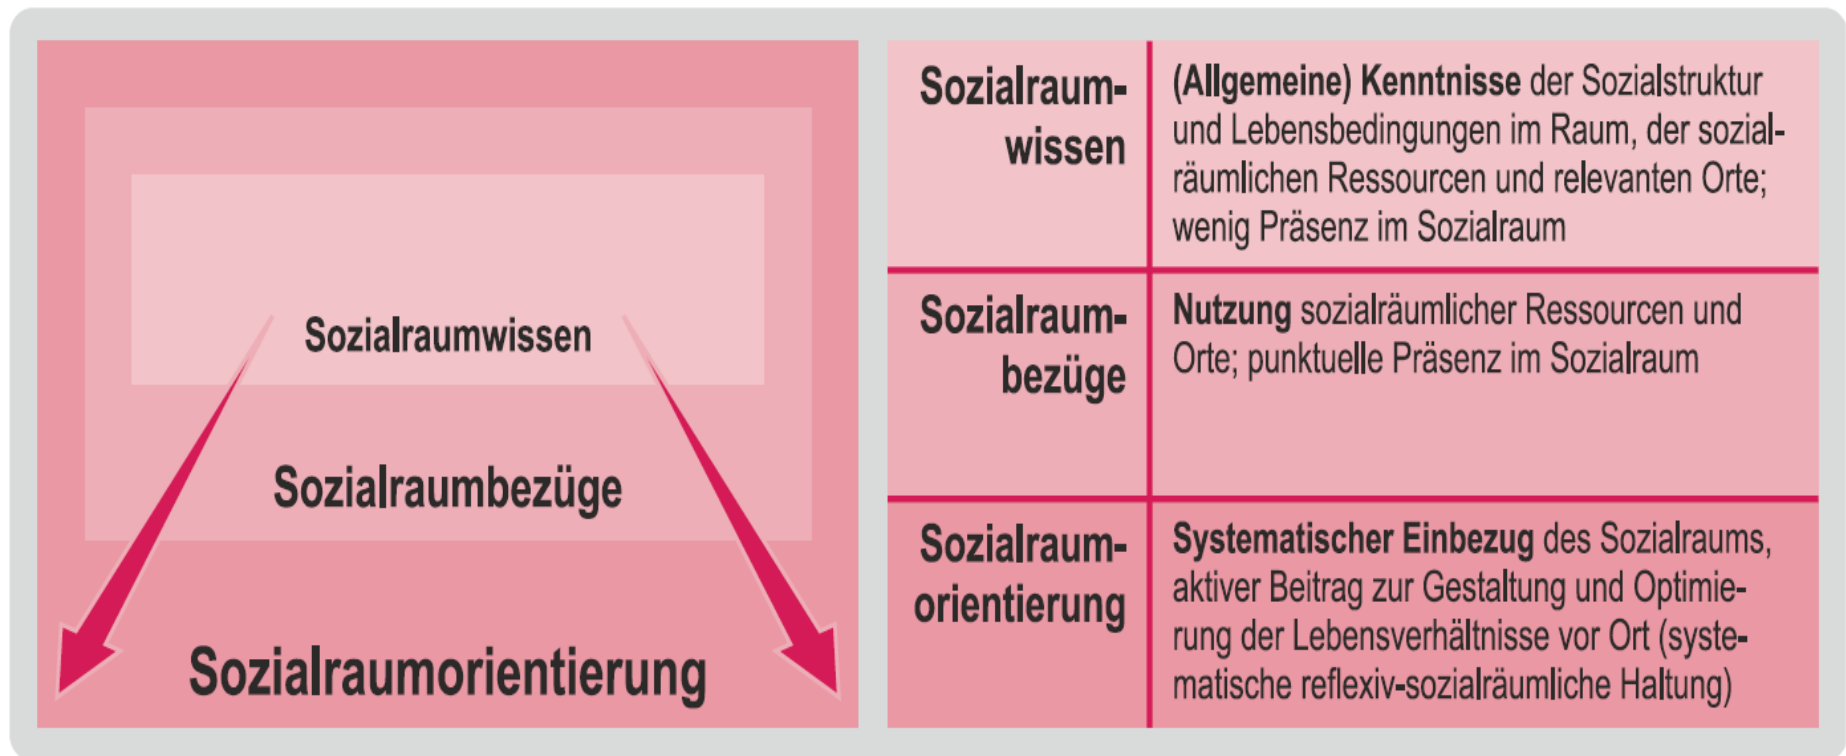 Sozialraumwissen
Sozialraumbezüge
Sozialraumorientierung
Sozialraum-
wissen
(Allgemeine) Kenntnisse der Sozialstruktur
und Lebensbedingungen im Raum, der sozial-
räumlichen Ressourcen und relevanten Orte;
wenig Präsenz im Sozialraum
Sozialraum-
bezüge
Nutzung sozialräumlicher Ressourcen und
Orte; punktuelle Präsenz im Sozialraum
Sozialraum-
orientierung
Systematischer Einbezug des Sozialraums,
aktiver Beitrag zur Gestaltung und Optimie-
rung der Lebensverhältnisse vor Ort (syste-
matische reflexiv-sozialräumliche Haltung)